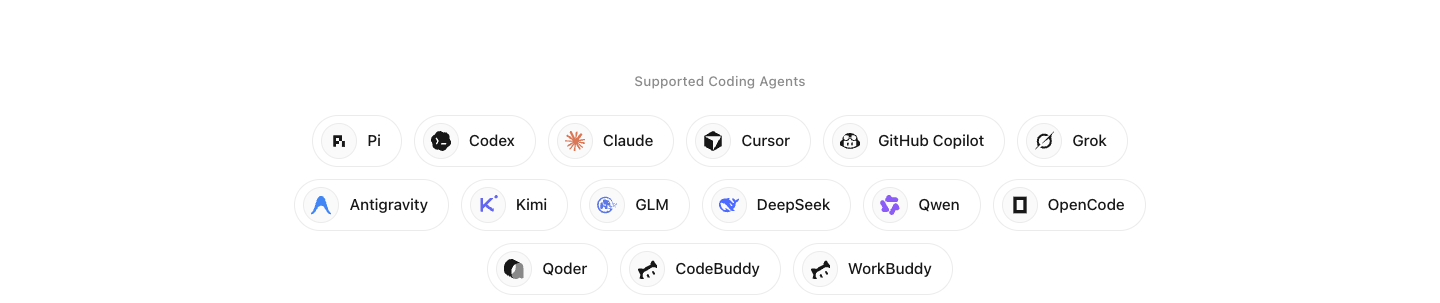 Supported Coding Agents
Pi Codex Claude Cursor GitHub Copilot Grok
Antigravity Kimi GLM DeepSeek Qwen OpenCode
Qoder CodeBuddy WorkBuddy